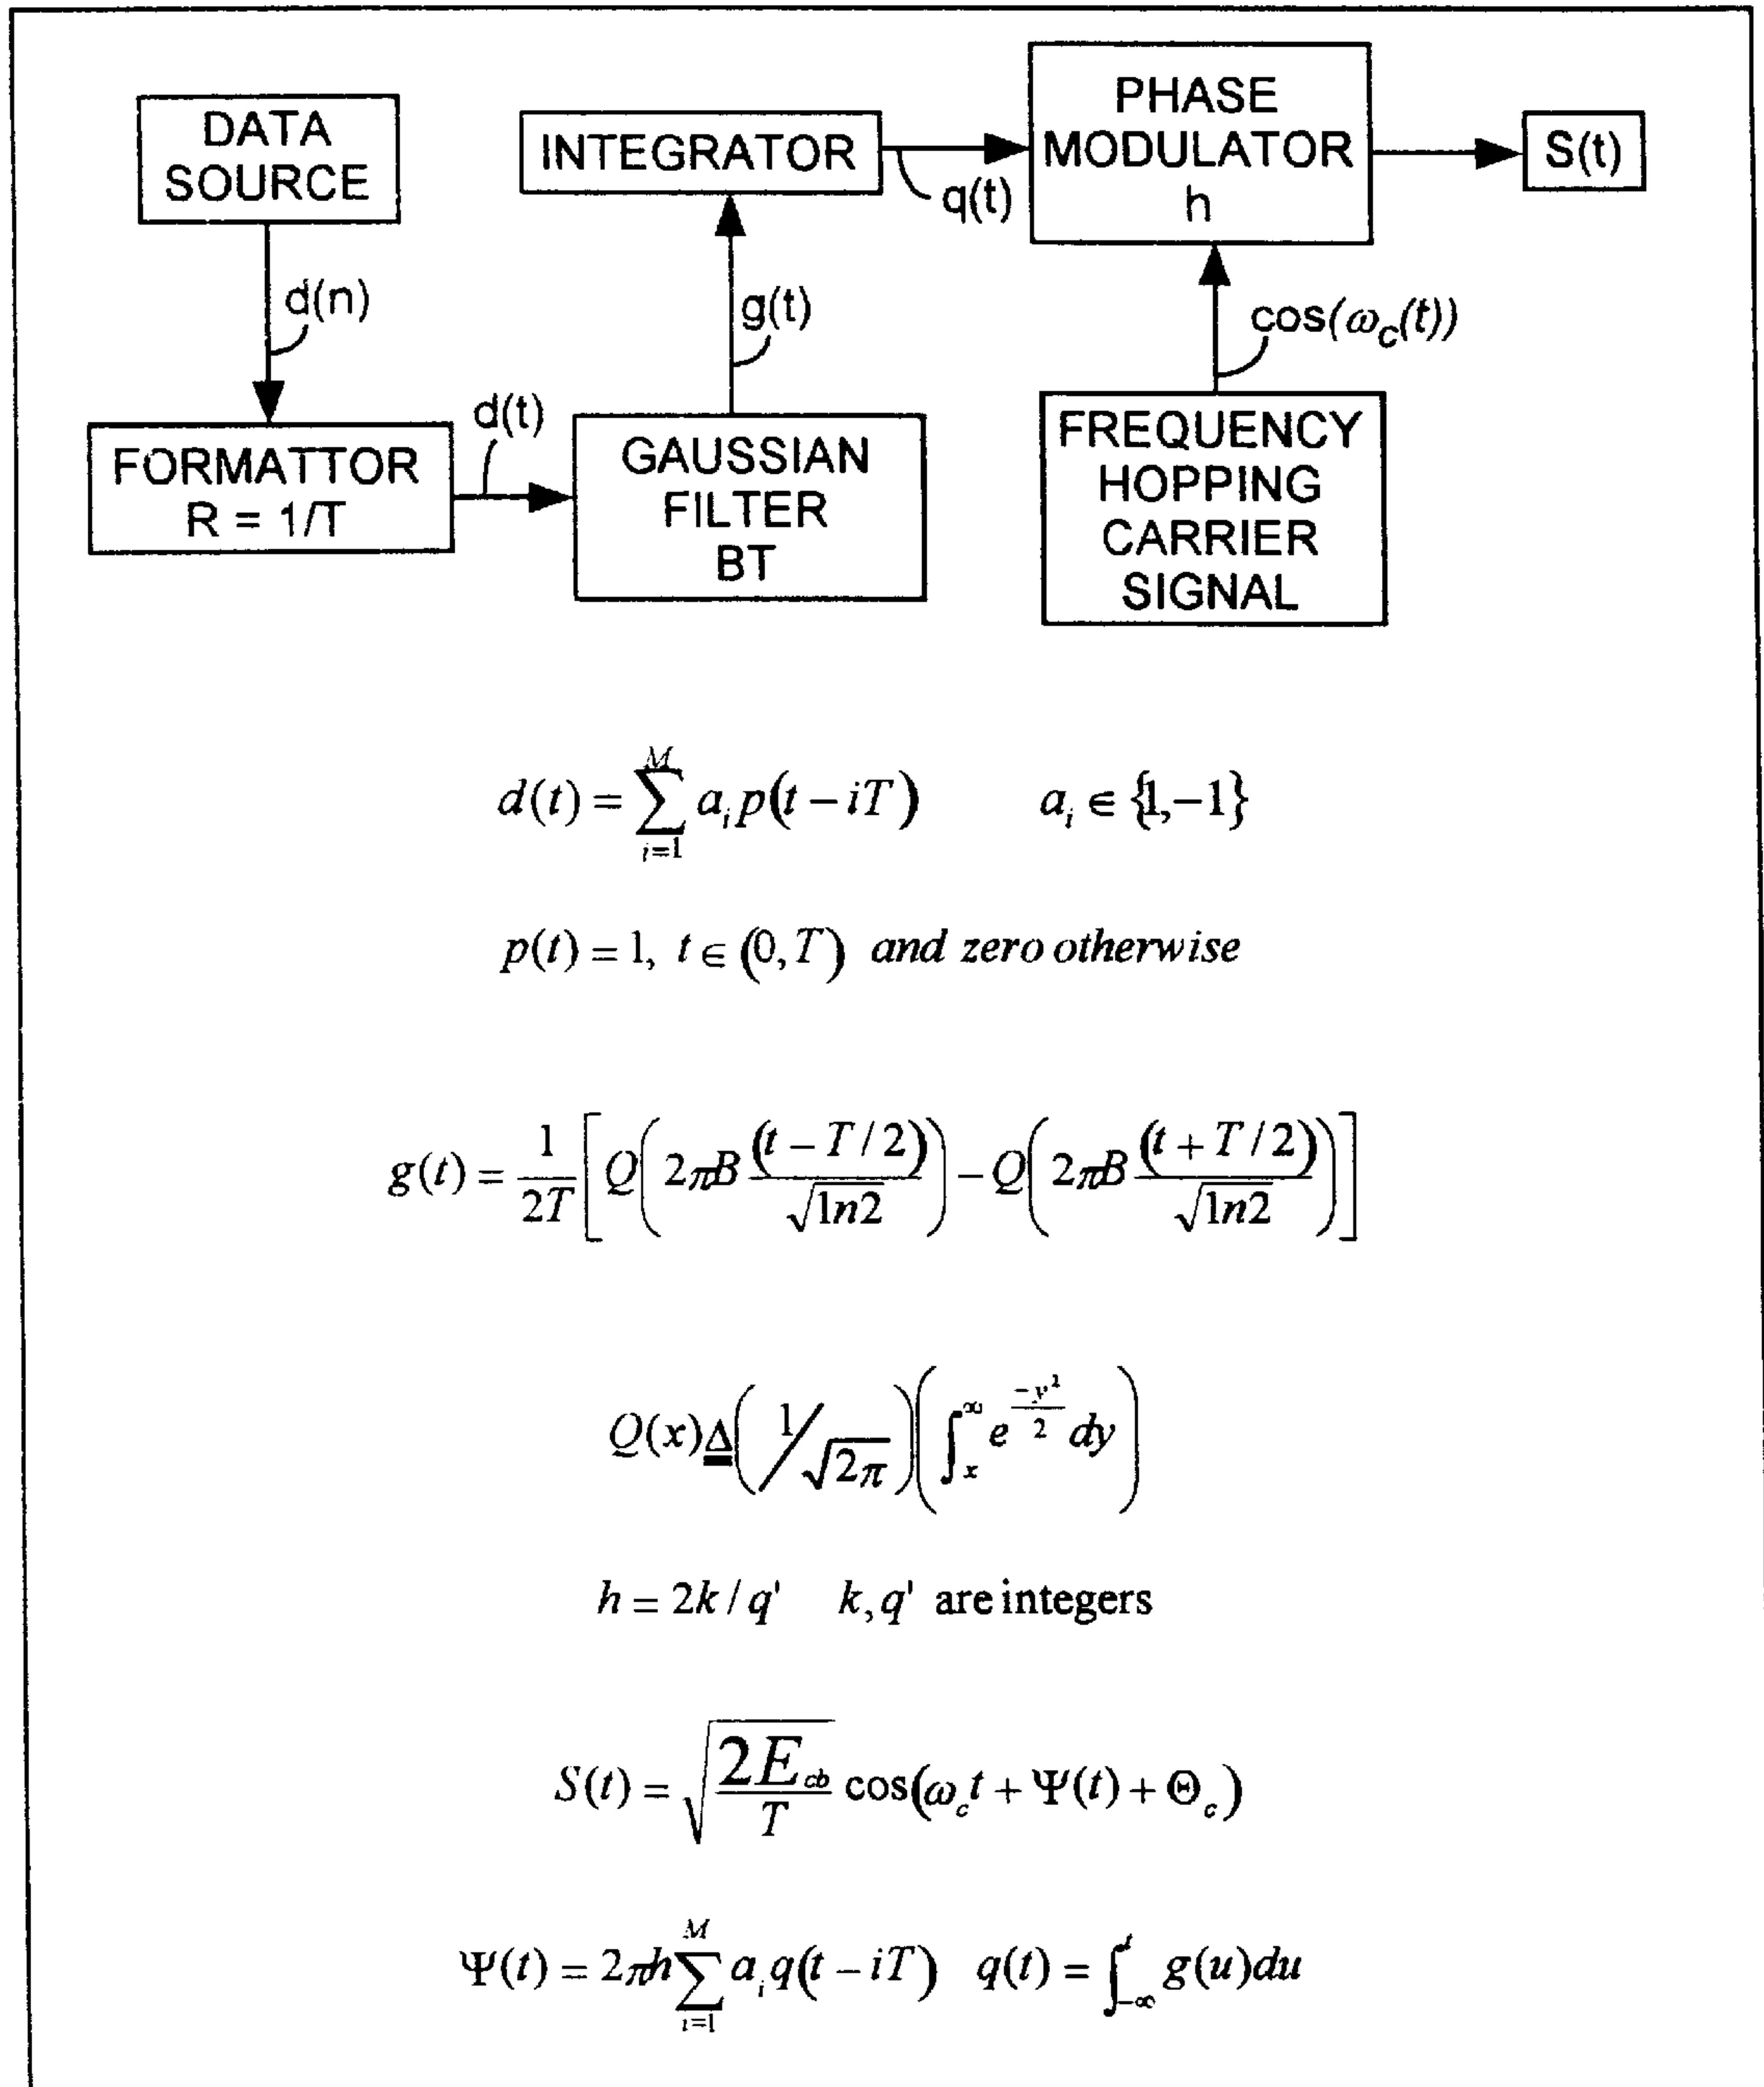 DATA
SOURCE
d(n)
FORMATTOR
R = 1/T
d(t)
GAUSSIAN
FILTER
BT
g(t)
INTEGRATOR
q(t)
PHASE
MODULATOR
h
cos(ω_c(t))
FREQUENCY
HOPPING
CARRIER
SIGNAL
S(t)
d(t) = ∑_{i=1}^{M} a_i p(t − iT)     a_i ∈ {1,−1}
p(t) = 1, t ∈ (0, T) and zero otherwise
g(t) = 1/2T [ Q( 2πB (t − T/2)/√ln2 ) − Q( 2πB (t + T/2)/√ln2 ) ]
Q(x) ≜ (1/√2π)( ∫_x^∞ e^{−y²/2} dy )
h = 2k / q'   k, q' are integers
S(t) = √(2E_cb/T) cos(ω_c t + Ψ(t) + Θ_c)
Ψ(t) = 2πh ∑_{i=1}^{M} a_i q(t − iT)   q(t) = ∫_{−∞}^{t} g(u)du